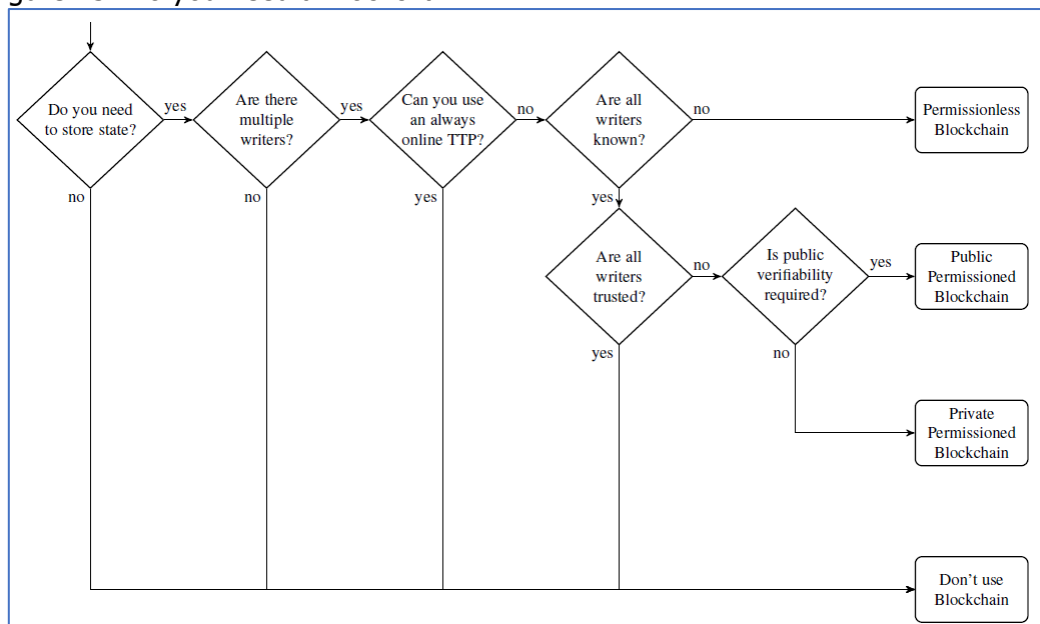 Do you need
to store state?
yes
no
Are there
multiple
writers?
yes
no
Can you use
an always
online TTP?
no
yes
Are all
writers
known?
no
yes
Permissionless
Blockchain
Are all
writers
trusted?
no
yes
Is public
verifiability
required?
yes
no
Public
Permissioned
Blockchain
Private
Permissioned
Blockchain
Don't use
Blockchain